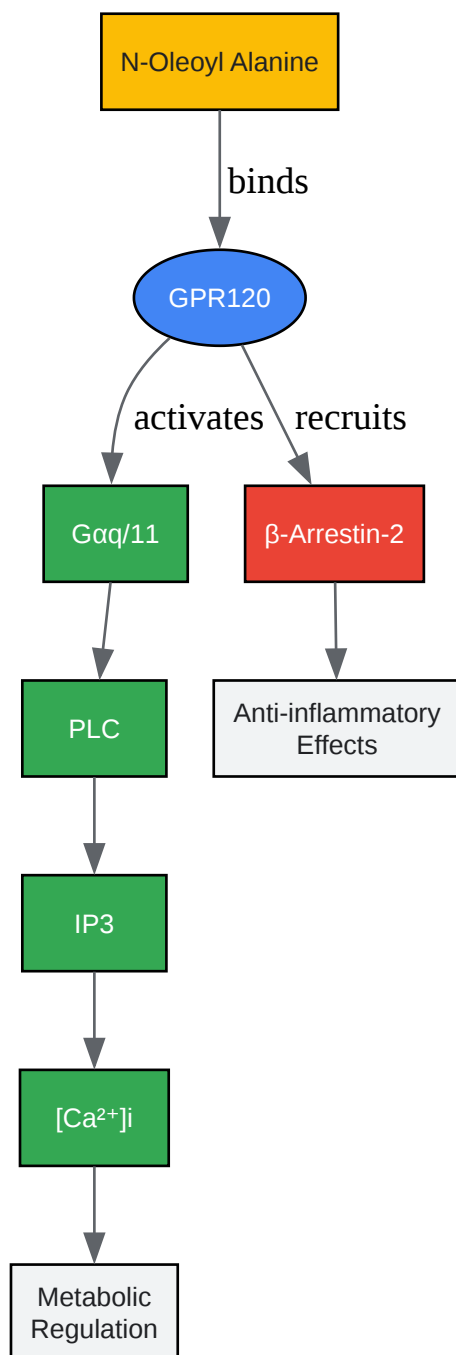 N-Oleoyl Alanine
binds
GPR120
activates
recruits
Gαq/11
β-Arrestin-2
PLC
Anti-inflammatory
Effects
IP3
[Ca²⁺]i
Metabolic
Regulation